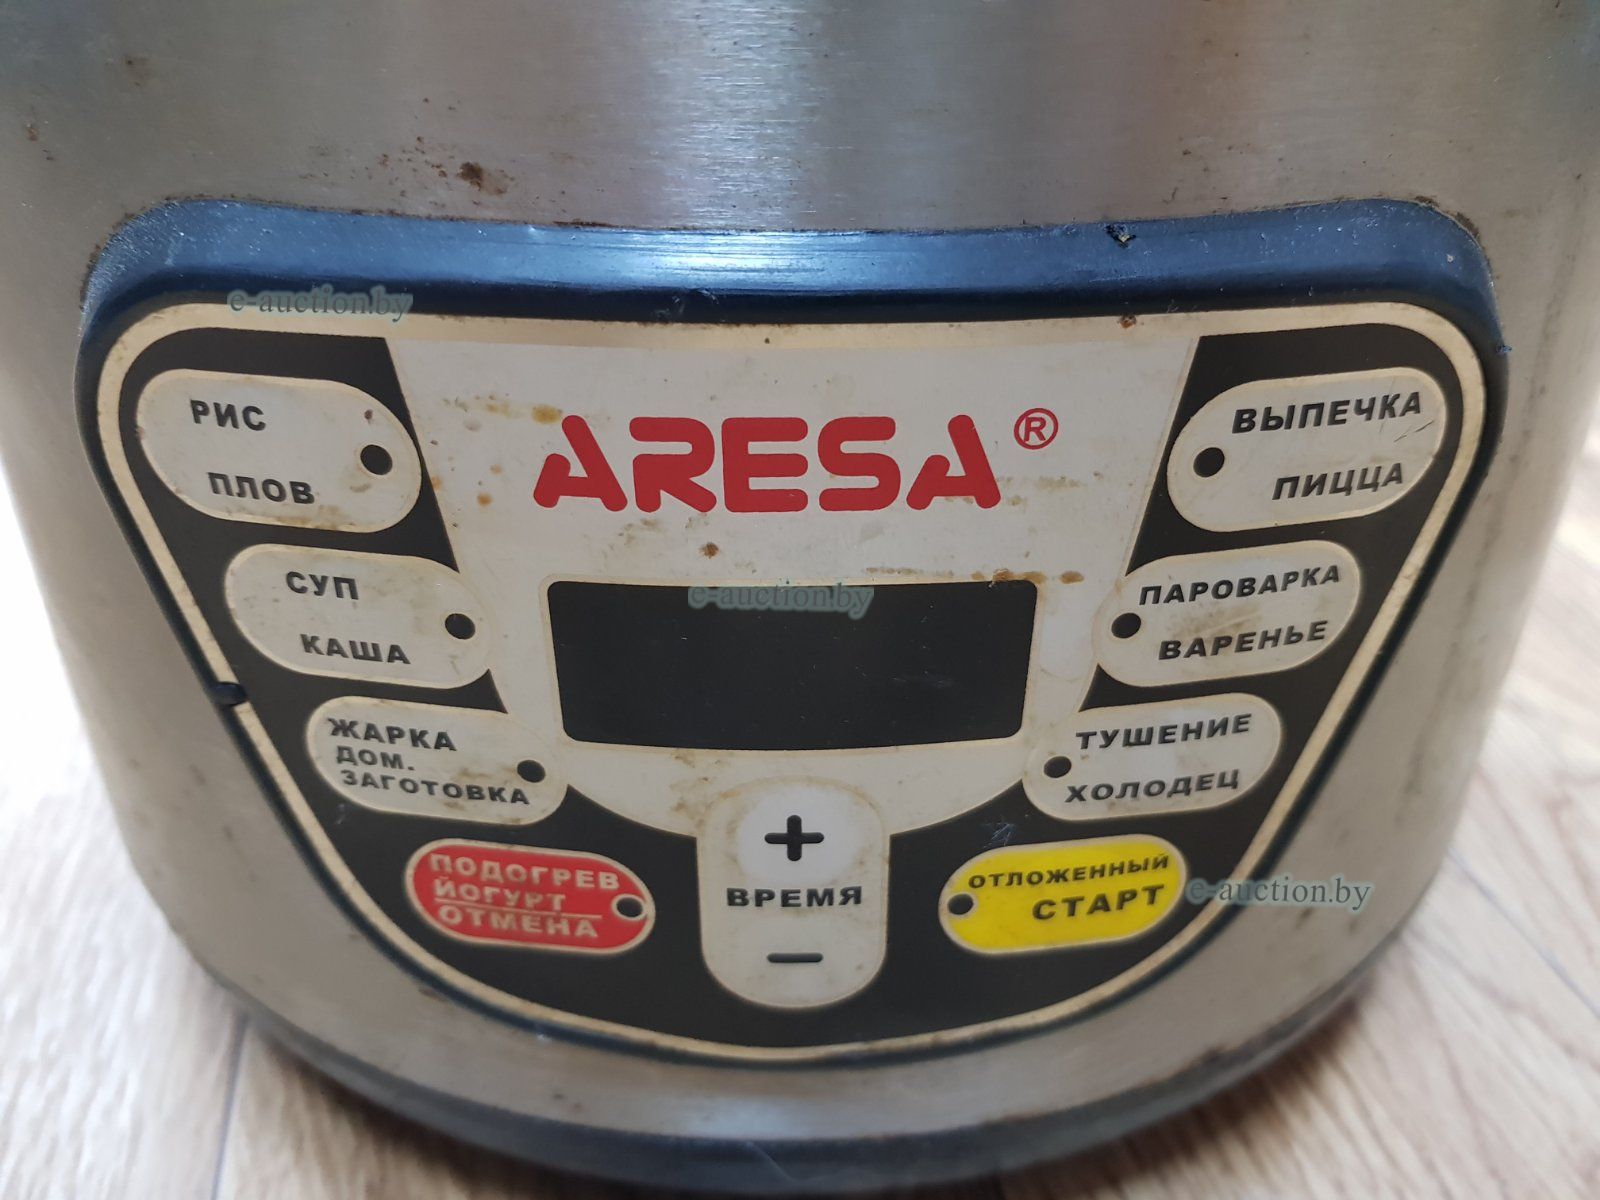 e-auction.by
ARESA®
РИС
ПЛОВ
СУП
КАША
ЖАРКА
ДОМ.
ЗАГОТОВКА
ПОДОГРЕВ
ЙОГУРТ
ОТМЕНА
e-auction.by
+
ВРЕМЯ
−
ВЫПЕЧКА
ПИЦЦА
ПАРОВАРКА
ВАРЕНЬЕ
ТУШЕНИЕ
ХОЛОДЕЦ
ОТЛОЖЕННЫЙ
СТАРТ
e-auction.by